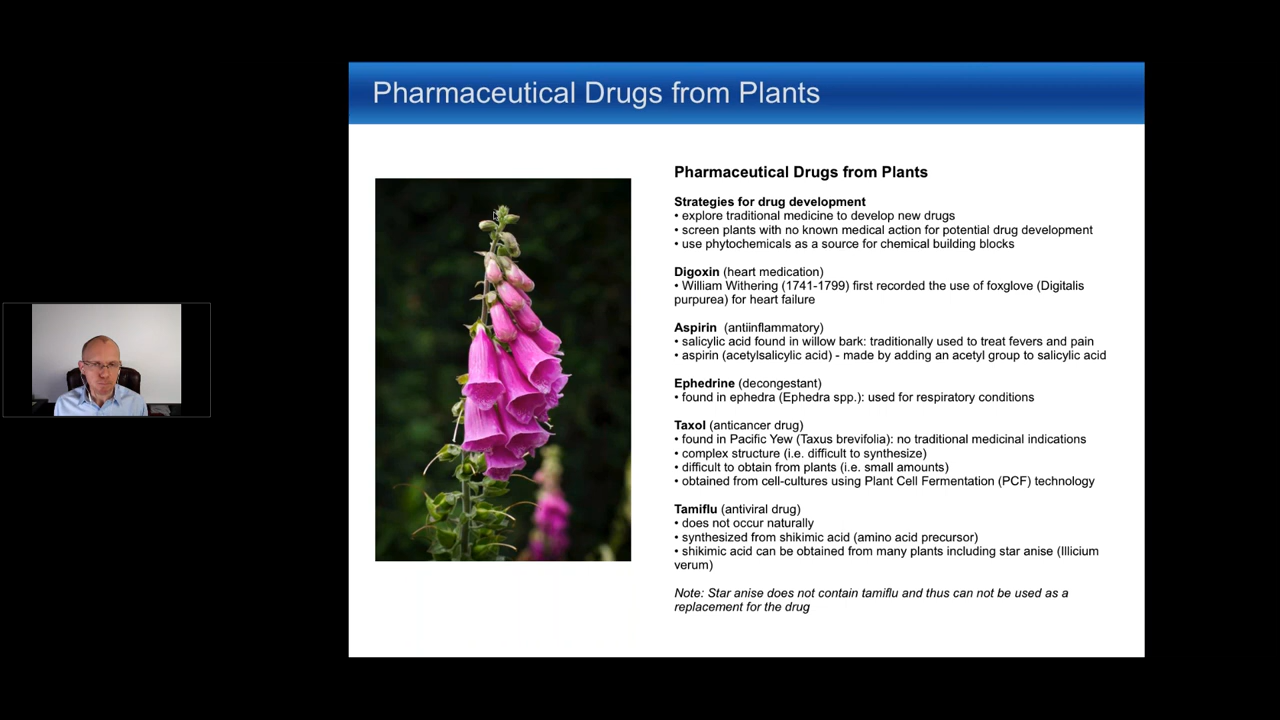 Pharmaceutical Drugs from Plants
Pharmaceutical Drugs from Plants
Strategies for drug development
• explore traditional medicine to develop new drugs
• screen plants with no known medical action for potential drug development
• use phytochemicals as a source for chemical building blocks
Digoxin (heart medication)
• William Withering (1741-1799) first recorded the use of foxglove (Digitalis
purpurea) for heart failure
Aspirin (antiinflammatory)
• salicylic acid found in willow bark: traditionally used to treat fevers and pain
• aspirin (acetylsalicylic acid) - made by adding an acetyl group to salicylic acid
Ephedrine (decongestant)
• found in ephedra (Ephedra spp.): used for respiratory conditions
Taxol (anticancer drug)
• found in Pacific Yew (Taxus brevifolia): no traditional medicinal indications
• complex structure (i.e. difficult to synthesize)
• difficult to obtain from plants (i.e. small amounts)
• obtained from cell-cultures using Plant Cell Fermentation (PCF) technology
Tamiflu (antiviral drug)
• does not occur naturally
• synthesized from shikimic acid (amino acid precursor)
• shikimic acid can be obtained from many plants including star anise (Illicium
verum)
Note: Star anise does not contain tamiflu and thus can not be used as a
replacement for the drug